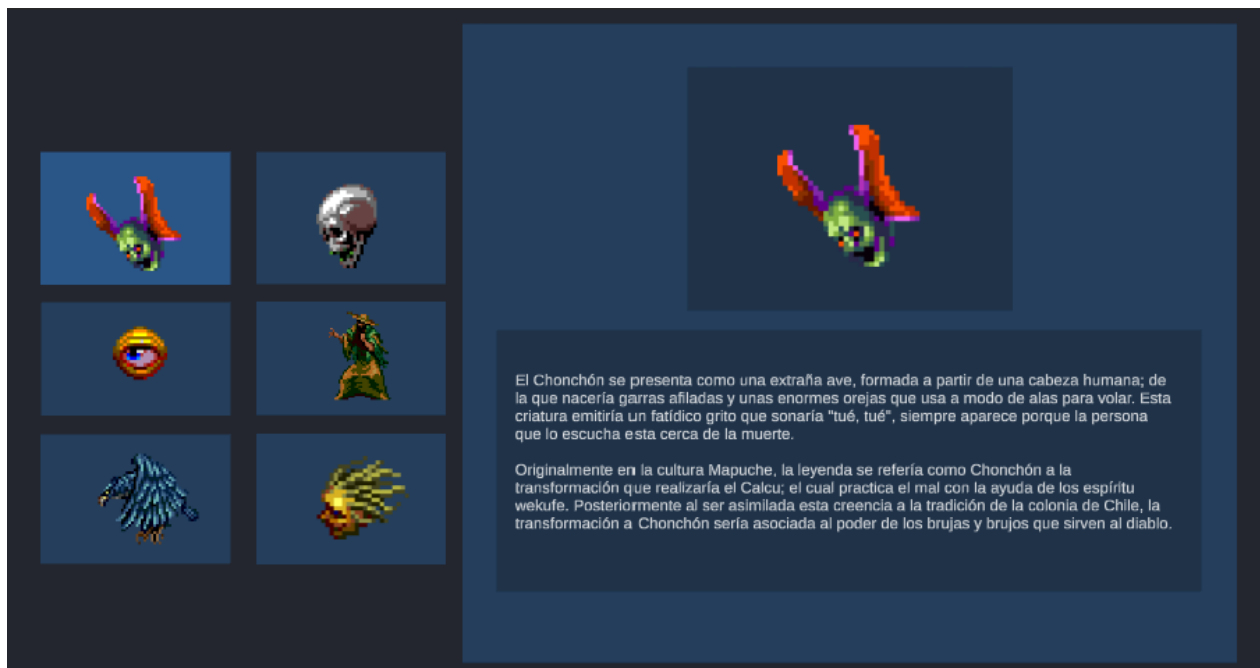 El Chonchón se presenta como una extraña ave, formada a partir de una cabeza humana; de
la que nacería garras afiladas y unas enormes orejas que usa a modo de alas para volar. Esta
criatura emitiría un fatídico grito que sonaría "tué, tué", siempre aparece porque la persona
que lo escucha esta cerca de la muerte.
Originalmente en la cultura Mapuche, la leyenda se refería como Chonchón a la
transformación que realizaría el Calcu; el cual practica el mal con la ayuda de los espíritu
wekufe. Posteriormente al ser asimilada esta creencia a la tradición de la colonia de Chile, la
transformación a Chonchón sería asociada al poder de los brujas y brujos que sirven al diablo.